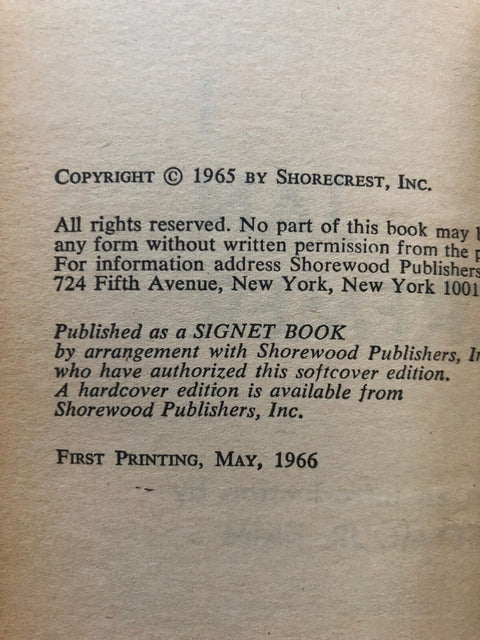 COPYRIGHT © 1965 BY SHORECREST, INC.
All rights reserved. No part of this book may
any form without written permission from the
For information address Shorewood Publishers
724 Fifth Avenue, New York, New York 1001
Published as a SIGNET BOOK
by arrangement with Shorewood Publishers,
who have authorized this softcover edition.
A hardcover edition is available from
Shorewood Publishers, Inc.
FIRST PRINTING, MAY, 1966